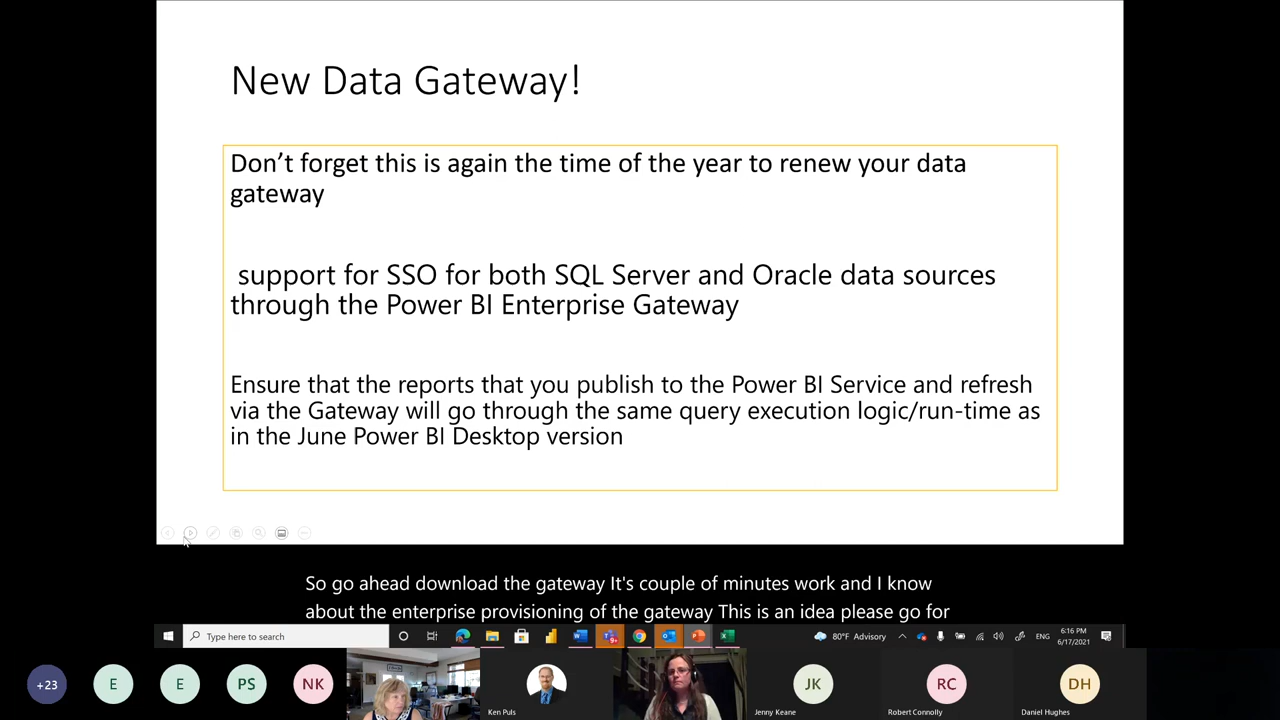 New Data Gateway!
Don’t forget this is again the time of the year to renew your data
gateway
support for SSO for both SQL Server and Oracle data sources
through the Power BI Enterprise Gateway
Ensure that the reports that you publish to the Power BI Service and refresh
via the Gateway will go through the same query execution logic/run-time as
in the June Power BI Desktop version
So go ahead download the gateway It's couple of minutes work and I know
about the enterprise provisioning of the gateway This is an idea please go for
Type here to search
80°F Advisory
ENG
6:16 PM
6/17/2021
+23
E
E
PS
NK
Ken Puls
JK
Jenny Keane
RC
Robert Connolly
DH
Daniel Hughes